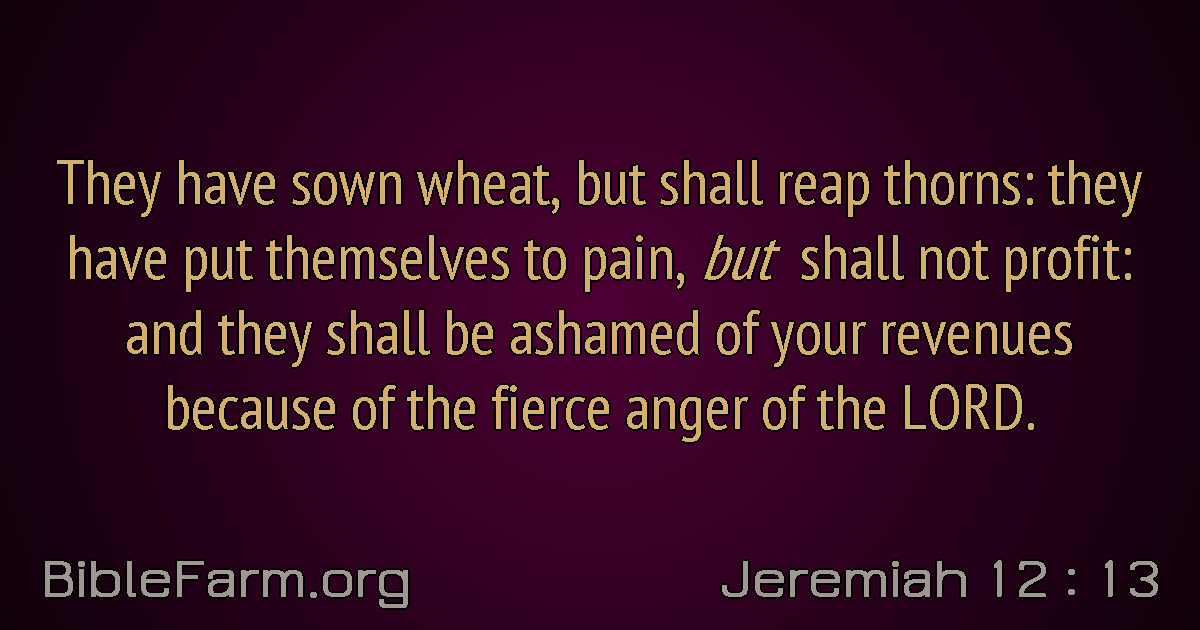 They have sown wheat, but shall reap thorns: they
have put themselves to pain, but shall not profit:
and they shall be ashamed of your revenues
because of the fierce anger of the LORD.
BibleFarm.org
Jeremiah 12 : 13